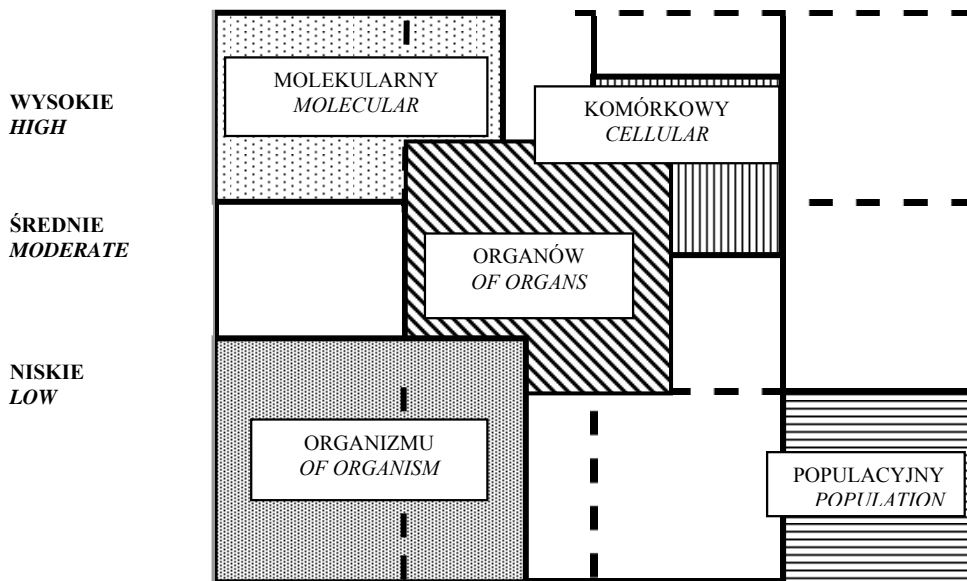 MOLEKULARNY
MOLECULAR
WYSOKIE
HIGH
KOMÓRKOWY
CELLULAR
ŚREDNIE
MODERATE
ORGANÓW
OF ORGANS
NISKIE
LOW
ORGANIZMU
OF ORGANISM
POPULACYJNY
POPULATION